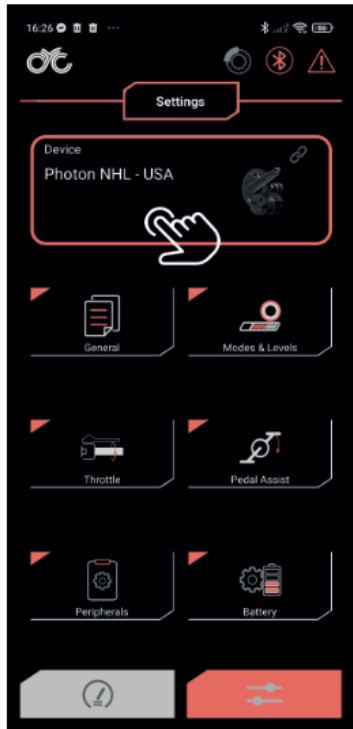 16:26
Settings
Device
Photon NHL - USA
General
Modes & Levels
Throttle
Pedal Assist
Peripherals
Battery